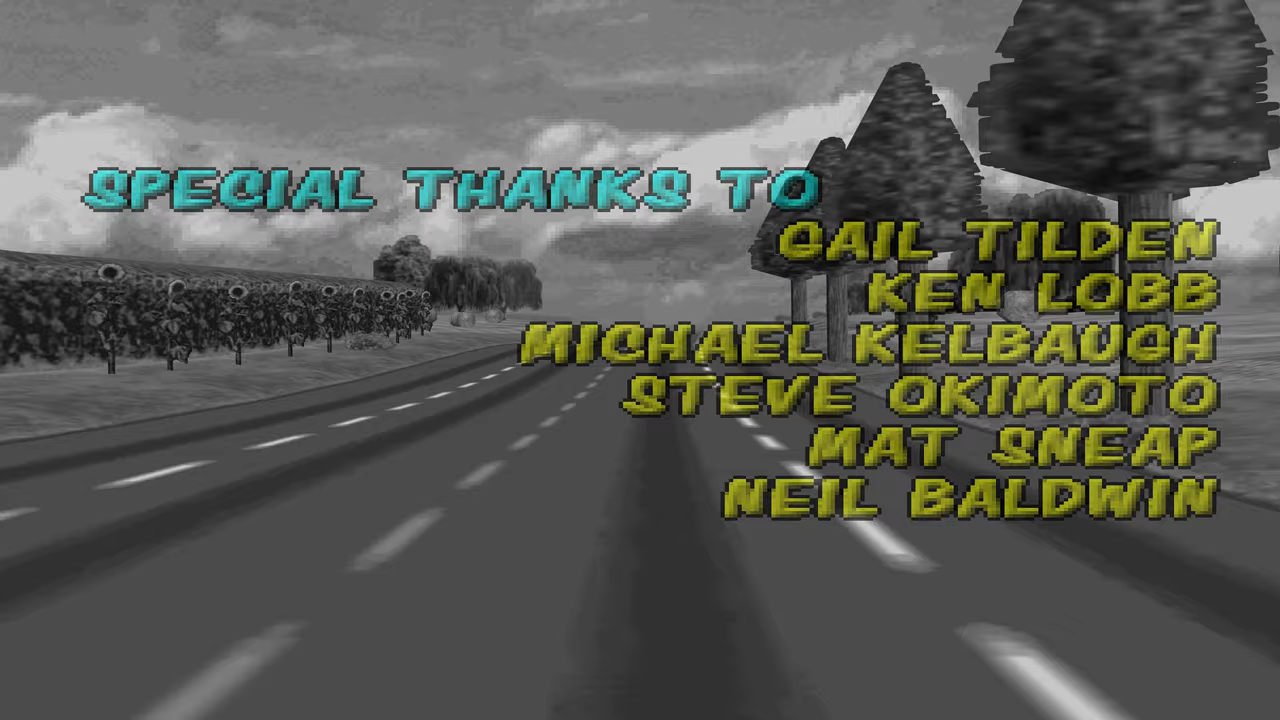 SPECIAL THANKS TO
GAIL TILDEN
KEN LOBB
MICHAEL KELBAUGH
STEVE OKIMOTO
MAT SNEAP
NEIL BALDWIN